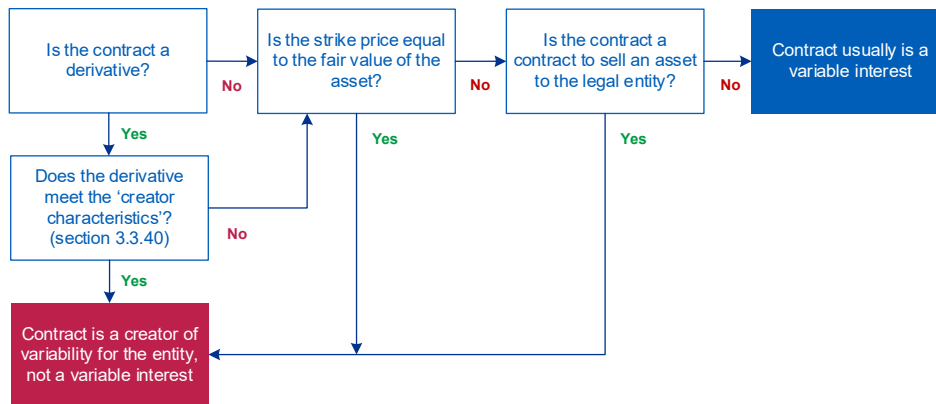 Is the contract a
derivative?
No
Is the strike price equal
to the fair value of the
asset?
No
Is the contract a
contract to sell an asset
to the legal entity?
No
Contract usually is a
variable interest
Yes
Yes
Yes
Does the derivative
meet the ‘creator
characteristics’?
(section 3.3.40)
No
Yes
Contract is a creator of
variability for the entity,
not a variable interest